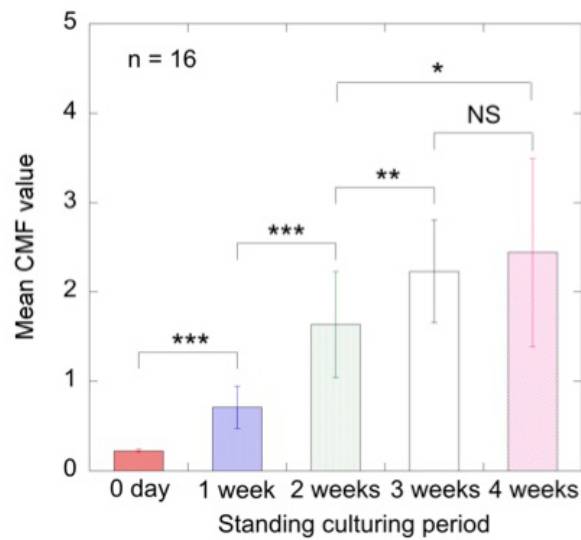 5
n = 16
*
4
NS
**
3
***
2
***
1
0
Mean CMF value
0 day 1 week 2 weeks 3 weeks 4 weeks
Standing culturing period